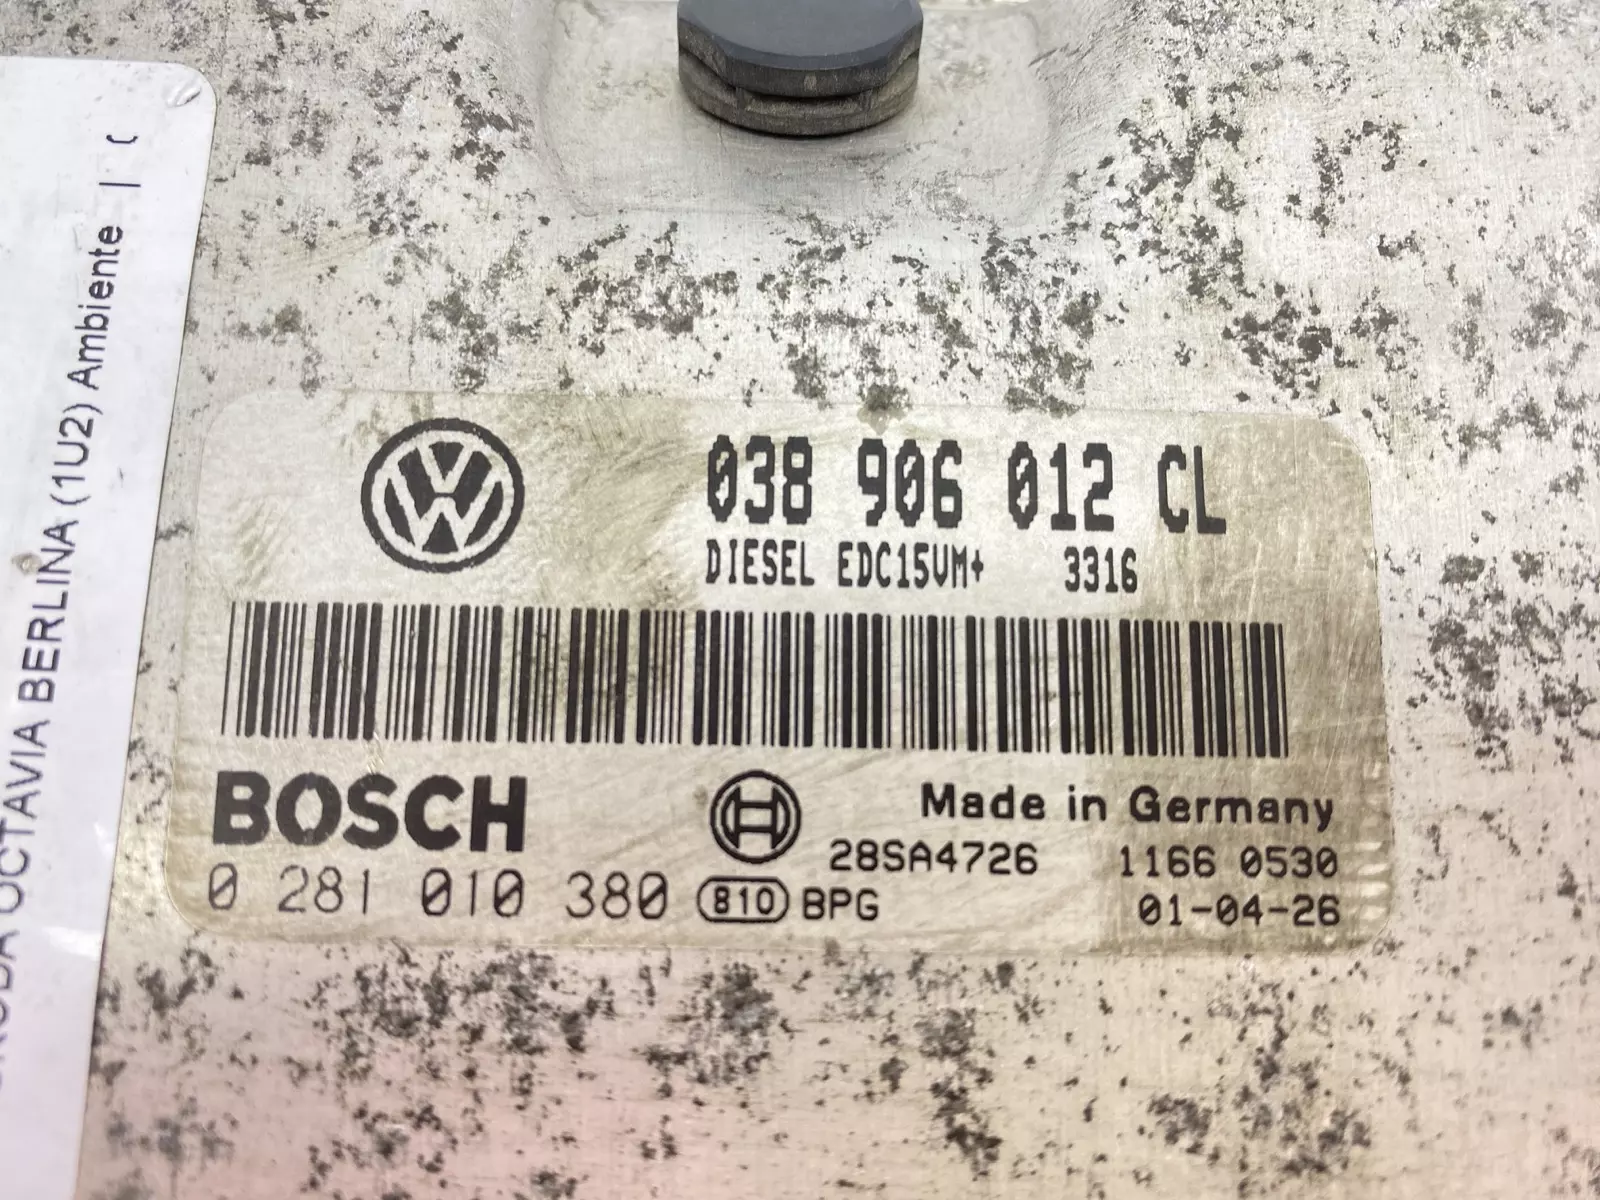 OCTAVIA BERLINA (1U2) Ambiente | (
038 906 012 CL
DIESEL EDC15VM+ 3316
BOSCH
Made in Germany
28SA4726 1166 0530
0 281 010 380 810 BPG 01-04-26